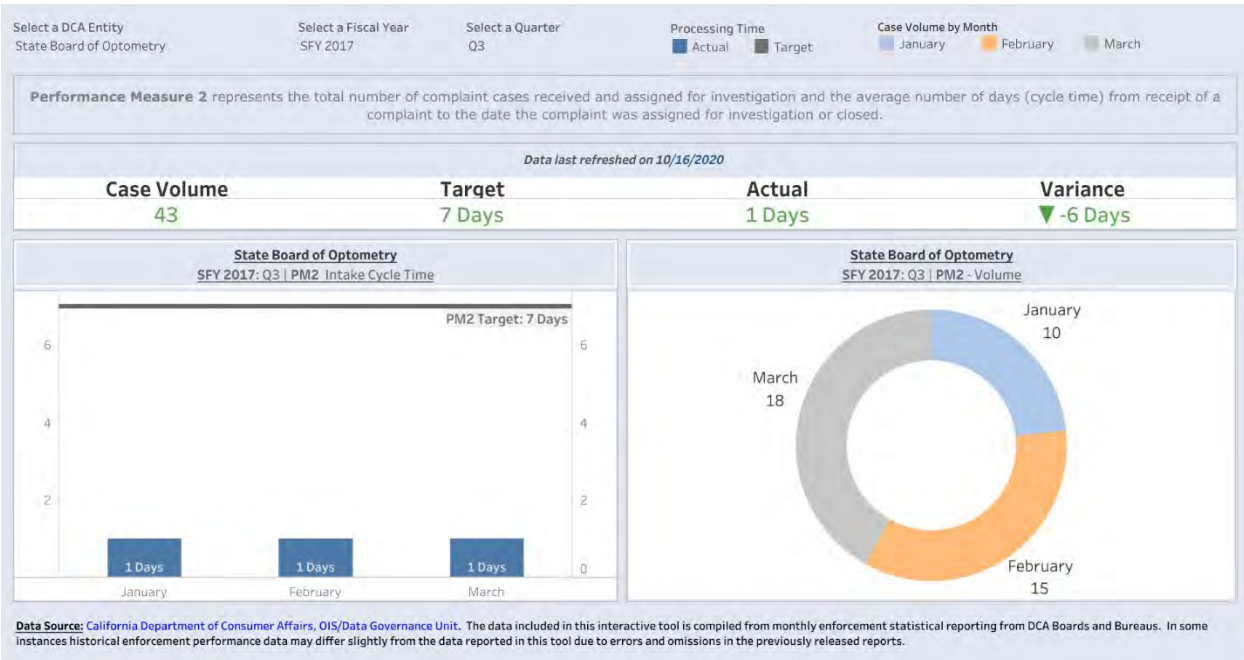 Select a DCA Entity
State Board of Optometry
Select a Fiscal Year
SFY 2017
Select a Quarter
Q3
Processing Time
Actual
Target
Case Volume by Month
January
February
March
Performance Measure 2 represents the total number of complaint cases received and assigned for investigation and the average number of days (cycle time) from receipt of a
complaint to the date the complaint was assigned for investigation or closed.
Data last refreshed on 10/16/2020
Case Volume
Target
Actual
Variance
43
7 Days
1 Days
▼ -6 Days
State Board of Optometry
SFY 2017: Q3 | PM2 Intake Cycle Time
PM2 Target: 7 Days
6
6
4
4
2
2
0
1 Days
1 Days
1 Days
January
February
March
State Board of Optometry
SFY 2017: Q3 | PM2 - Volume
January
10
March
18
February
15
Data Source: California Department of Consumer Affairs, OIS/Data Governance Unit. The data included in this interactive tool is compiled from monthly enforcement statistical reporting from DCA Boards and Bureaus. In some
instances historical enforcement performance data may differ slightly from the data reported in this tool due to errors and omissions in the previously released reports.